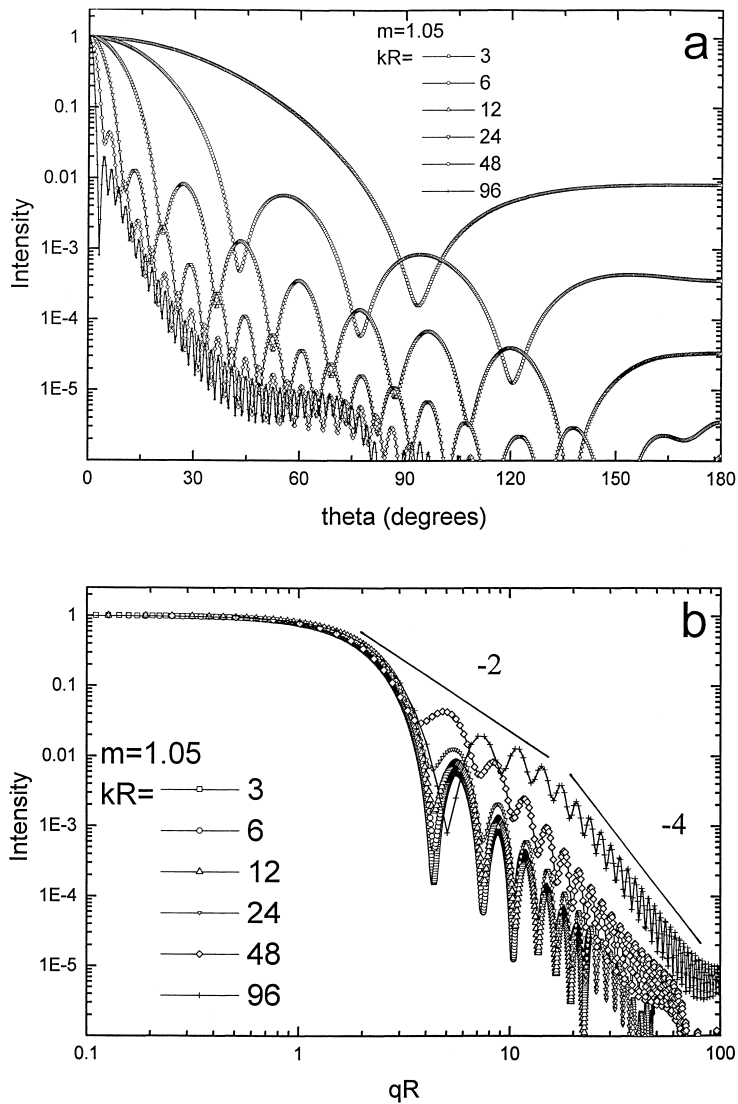 a
m=1.05
kR=
3
6
12
24
48
96
1
0.1
0.01
1E-3
1E-4
1E-5
Intensity
0 30 60 90 120 150 180
theta (degrees)
b
-2
-4
m=1.05
kR=
3
6
12
24
48
96
1
0.1
0.01
1E-3
1E-4
1E-5
Intensity
0.1 1 10 100
qR